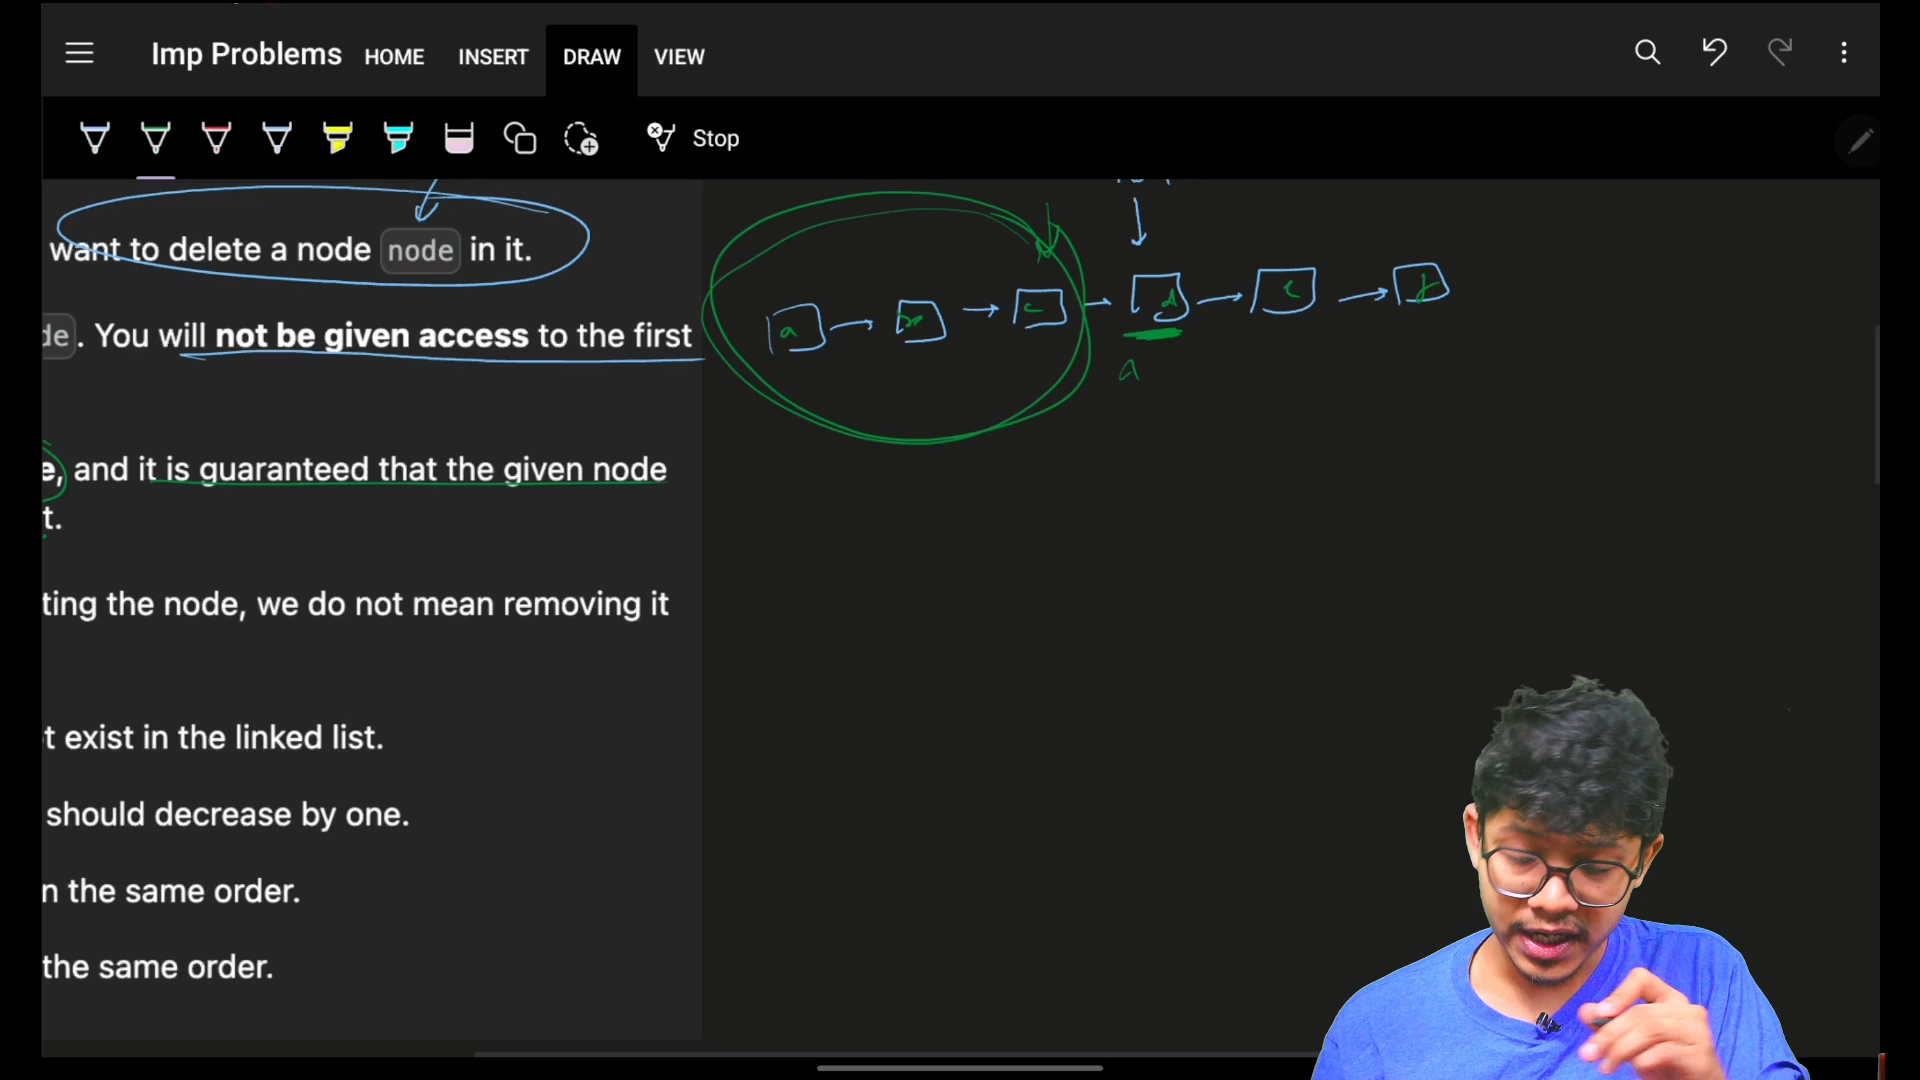 Imp Problems HOME INSERT DRAW VIEW
Stop
want to delete a node node in it.
de. You will not be given access to the first
e, and it is guaranteed that the given node
t.
ting the node, we do not mean removing it
t exist in the linked list.
should decrease by one.
n the same order.
the same order.
a c d
a